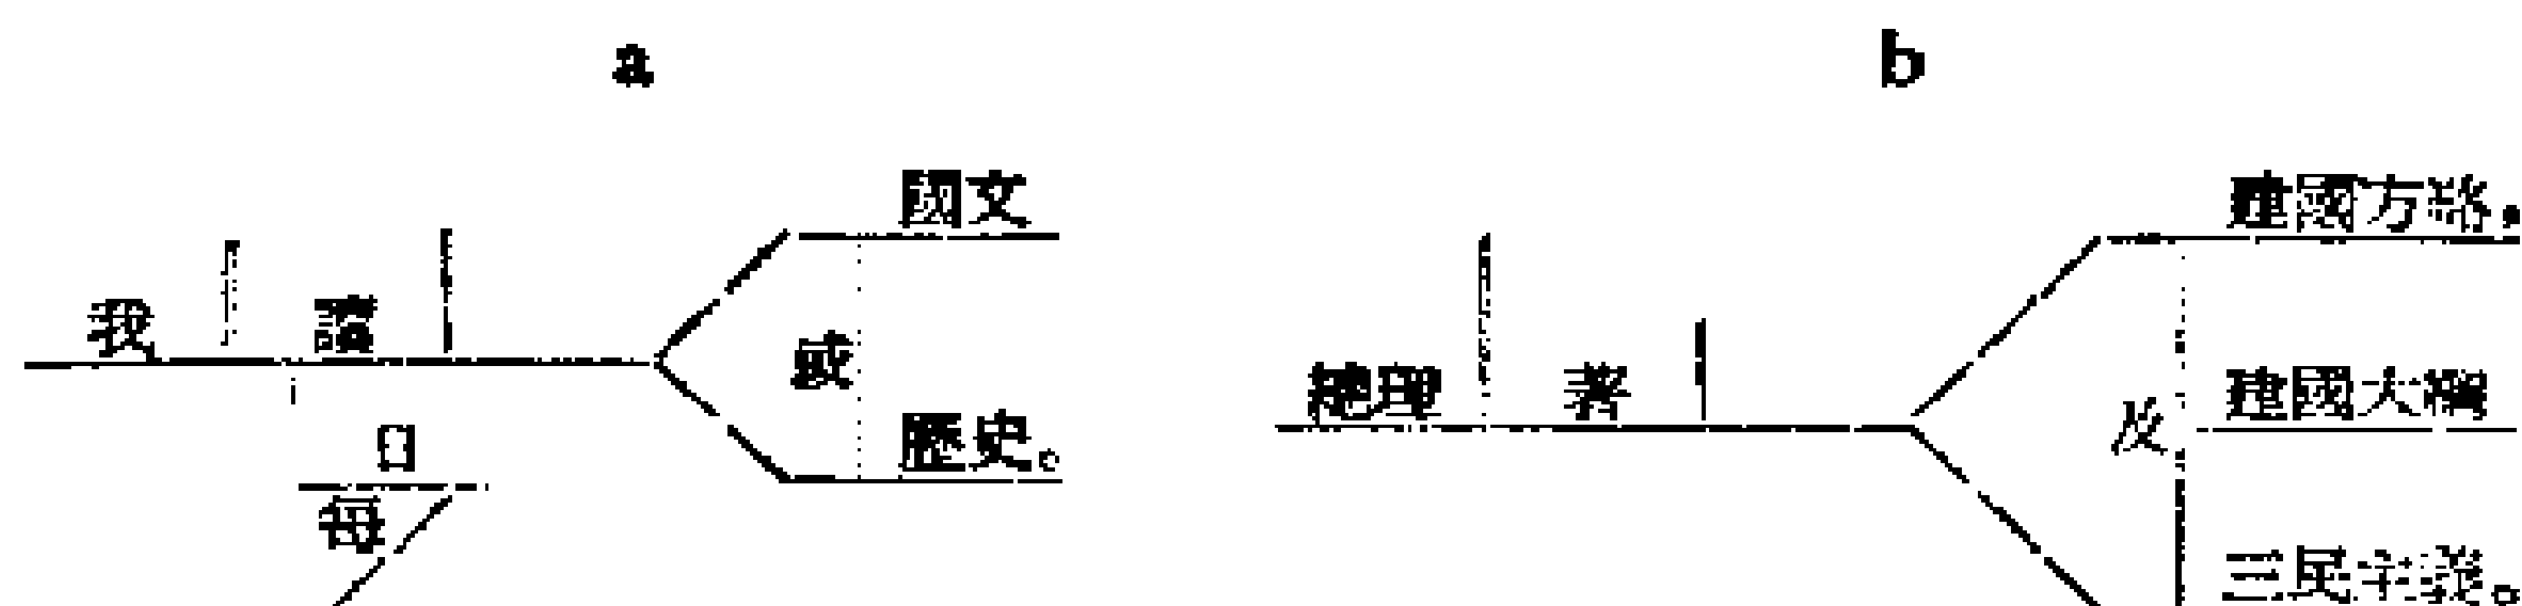 a
我 讀 國文
或
歷史。
日
每
b
總理 著 建國方略,
及 建國大綱
三民主義。